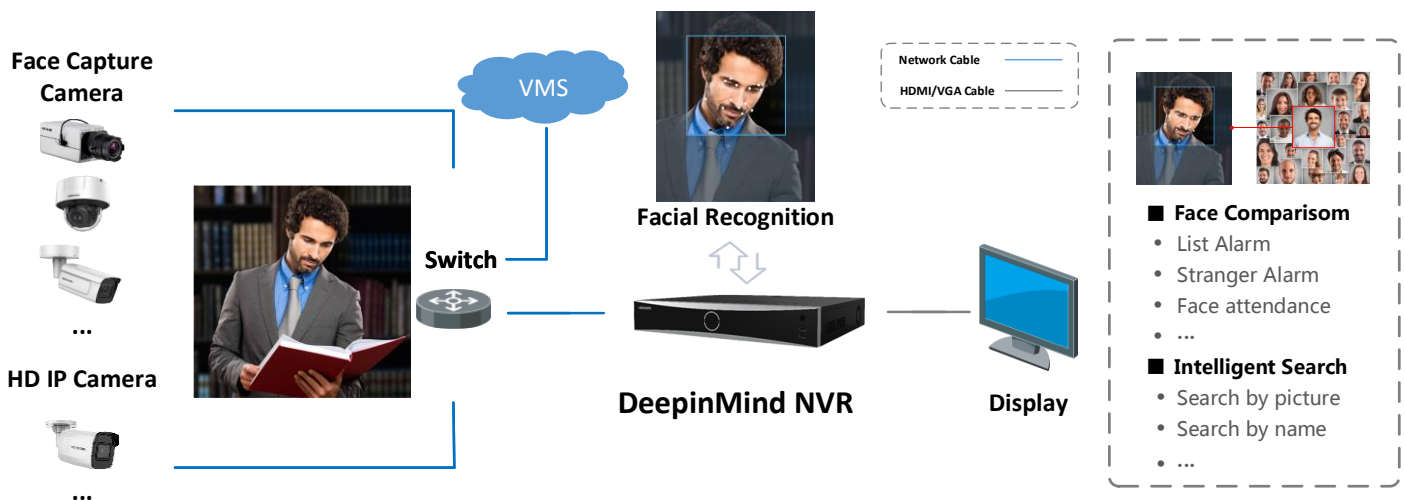 Face Capture
Camera
...
HD IP Camera
...
VMS
Switch
Facial Recognition
DeepinMind NVR
Display
Network Cable
HDMI/VGA Cable
■ Face Comparisom
• List Alarm
• Stranger Alarm
• Face attendance
• ...
■ Intelligent Search
• Search by picture
• Search by name
• ...